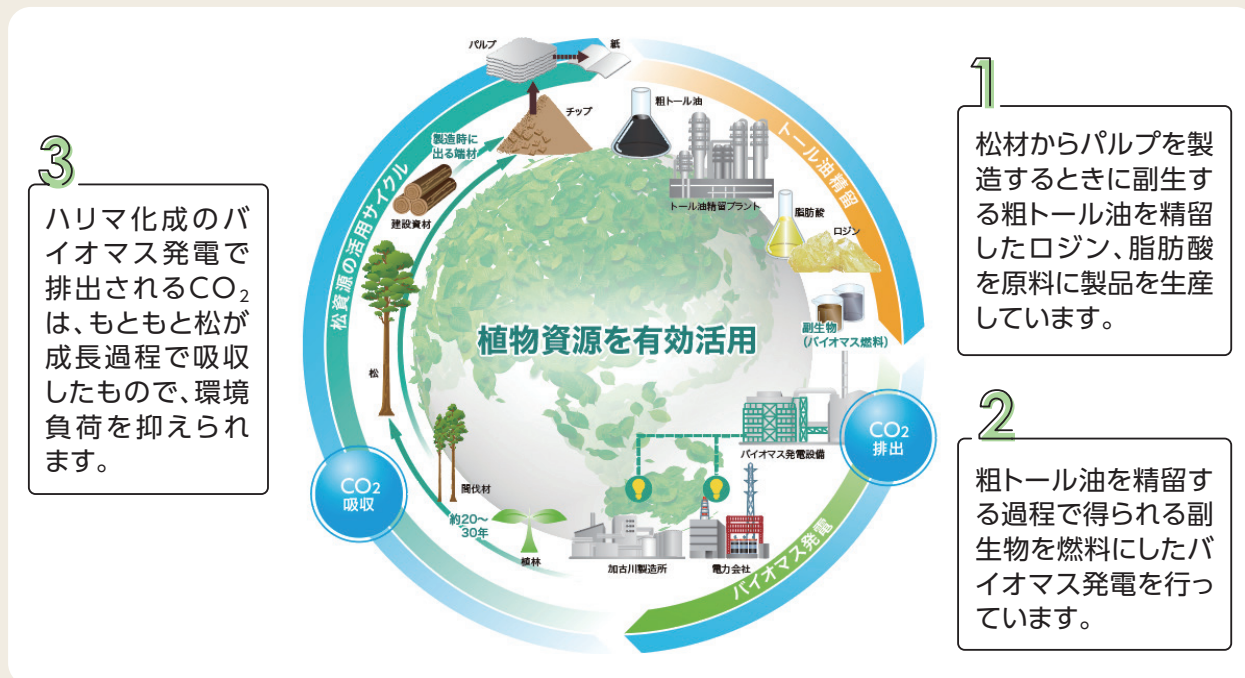 1
松材からパルプを製
造するときに副生す
る粗トール油を精留
したロジン、脂肪酸
を原料に製品を生産
しています。
2
粗トール油を精留す
る過程で得られる副
生物を燃料にしたバ
イオマス発電を行っ
ています。
3
ハリマ化成のバ
イオマス発電で
排出されるCO₂
は、もともと松が
成長過程で吸収
したもので、環境
負荷を抑えられ
ます。
植物資源を有効活用
松資源の活用サイクル
パルプ
紙
チップ
製造時に
出る端材
建設資材
松
間伐材
約20〜
30年
植林
CO₂
吸収
トール油精留
粗トール油
トール油精留プラント
脂肪酸
ロジン
副生物
(バイオマス燃料)
バイオマス発電設備
CO₂
排出
バイオマス発電
加古川製造所
電力会社